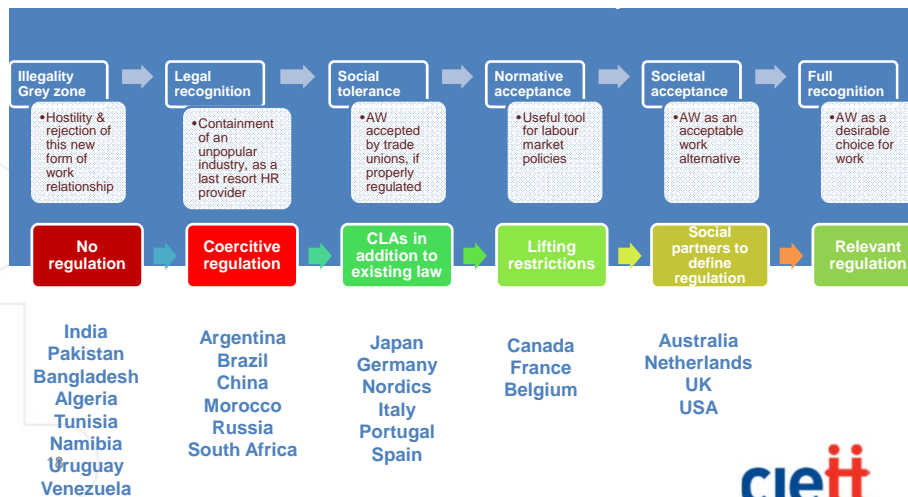 Illegality
Grey zone
Legal
recognition
Social
tolerance
Normative
acceptance
Societal
acceptance
Full
recognition
•Hostility &
rejection of
this new
form of
work
relationship
•Containment
of an
unpopular
industry, as a
last resort HR
provider
•AW
accepted
by trade
unions, if
properly
regulated
•Useful tool
for labour
market
policies
•AW as an
acceptable
work
alternative
•AW as a
desirable
choice for
work
No
regulation
Coercitive
regulation
CLAs in
addition to
existing law
Lifting
restrictions
Social
partners to
define
regulation
Relevant
regulation
India
Pakistan
Bangladesh
Algeria
Tunisia
Namibia
Uruguay
Venezuela
Argentina
Brazil
China
Morocco
Russia
South Africa
Japan
Germany
Nordics
Italy
Portugal
Spain
Canada
France
Belgium
Australia
Netherlands
UK
USA
ciett